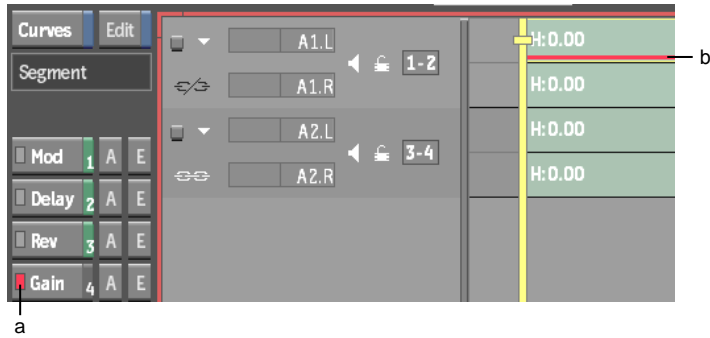 Curves Edit
Segment
Mod 1 A E
Delay 2 A E
Rev 3 A E
Gain 4 A E
A1.L
1-2
A1.R
A2.L
3-4
A2.R
H:0.00
H:0.00
H:0.00
H:0.00
a
b